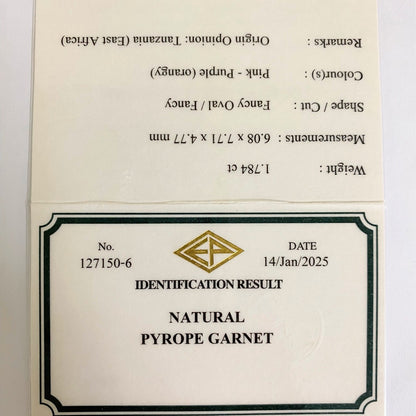 Weight : 1.784 ct
Measurements : 6.08 x 7.71 x 4.77 mm
Shape / Cut : Fancy Oval / Fancy
Colour(s) : Pink - Purple (orangy)
Remarks : Origin Opinion: Tanzania (East Africa)
No. EP DATE
127150-6 14/Jan/2025
IDENTIFICATION RESULT
NATURAL
PYROPE GARNET